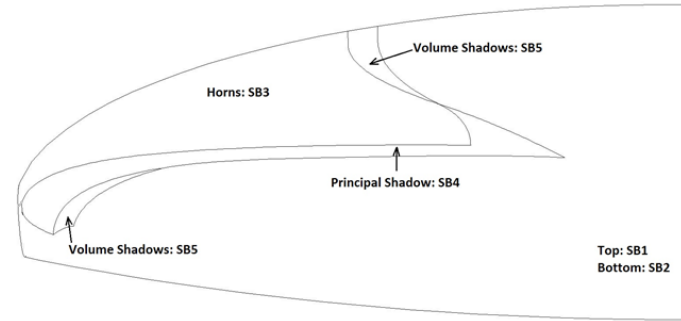 Volume Shadows: SB5
Horns: SB3
Principal Shadow: SB4
Volume Shadows: SB5
Top: SB1
Bottom: SB2